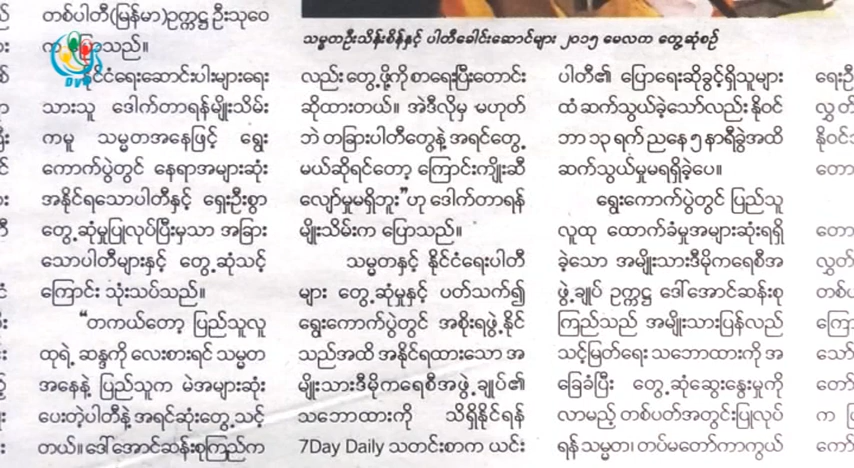 သမ္မတဦးသိန်းစိန်နှင့် ပါတီခေါင်းဆောင်များ ၂၀၁၅ မေလက တွေ့ဆုံစဉ်
တစ်ပါတီ(မြန်မာ)ဥက္ကဋ္ဌ ဦးသုဝေ
က ပြောသည်။
နိုင်ငံရေးဆောင်းပါးများရေး
သားသူ ဒေါက်တာရန်မျိုးသိမ်း
ကမူ သမ္မတအနေဖြင့် ရွေး
ကောက်ပွဲတွင် နေရာအများဆုံး
အနိုင်ရသောပါတီနှင့် ရှေးဦးစွာ
တွေ့ဆုံမှုပြုလုပ်ပြီးမှသာ အခြား
သောပါတီများနှင့် တွေ့ဆုံသင့်
ကြောင်း သုံးသပ်သည်။
“တကယ်တော့ ပြည်သူလူ
ထုရဲ့ ဆန္ဒကို လေးစားရင် သမ္မတ
အနေနဲ့ ပြည်သူက မဲအများဆုံး
ပေးတဲ့ပါတီနဲ့ အရင်ဆုံးတွေ့သင့်
တယ်။ ဒေါ်အောင်ဆန်းစုကြည်က
လည်း တွေ့ဖို့ကိုစာရေးပြီးတောင်း
ဆိုထားတယ်။ အဲဒီလိုမှ မဟုတ်
ဘဲ တခြားပါတီတွေနဲ့ အရင်တွေ့
မယ်ဆိုရင်တော့ ကြောင်းကျိုးဆီ
လျော်မှုမရှိဘူး”ဟု ဒေါက်တာရန်
မျိုးသိမ်းက ပြောသည်။
သမ္မတနှင့် နိုင်ငံရေးပါတီ
များ တွေ့ဆုံမှုနှင့် ပတ်သက်၍
ရွေးကောက်ပွဲတွင် အစိုးရဖွဲ့နိုင်
သည်အထိ အနိုင်ရထားသော အ
မျိုးသားဒီမိုကရေစီအဖွဲ့ချုပ်၏
သဘောထားကို သိရှိနိုင်ရန်
7Day Daily သတင်းစာက ယင်း
ပါတီ၏ ပြောရေးဆိုခွင့်ရှိသူများ
ထံ ဆက်သွယ်ခဲ့သော်လည်း နိုဝင်
ဘာ ၁၃ ရက် ညနေ ၅ နာရီခွဲအထိ
ဆက်သွယ်မှုမရရှိခဲ့ပေ။
ရွေးကောက်ပွဲတွင် ပြည်သူ
လူထု ထောက်ခံမှုအများဆုံးရရှိ
ခဲ့သော အမျိုးသားဒီမိုကရေစီအ
ဖွဲ့ချုပ် ဥက္ကဋ္ဌ ဒေါ်အောင်ဆန်းစု
ကြည်သည် အမျိုးသားပြန်လည်
သင့်မြတ်ရေး သဘောထားကို အ
ခြေခံပြီး တွေ့ဆုံဆွေးနွေးမှုကို
လာမည့် တစ်ပတ်အတွင်းပြုလုပ်
ရန် သမ္မတ၊ တပ်မတော်ကာကွယ်
DVB